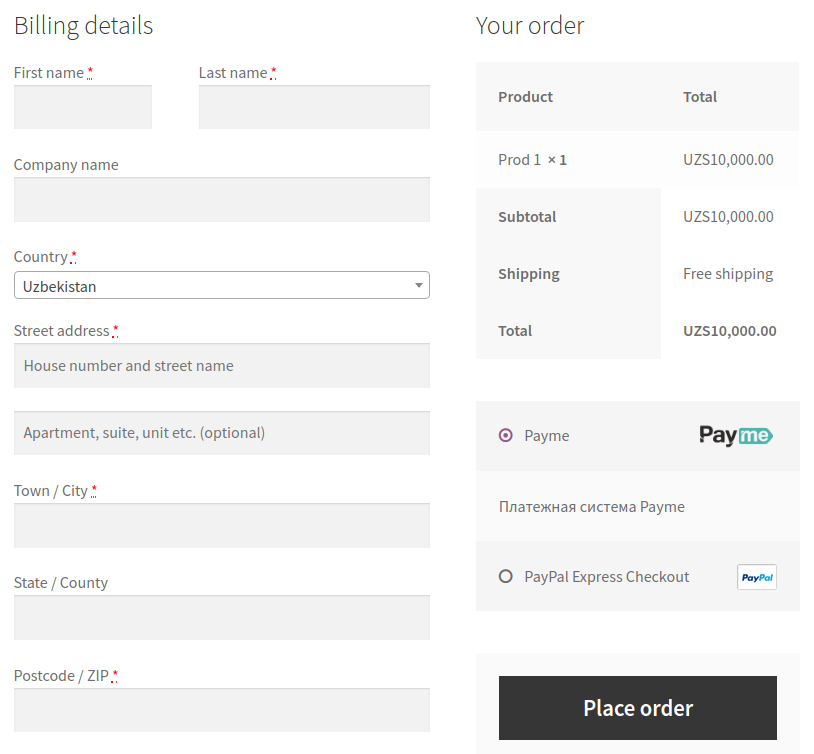 Billing details
First name *
Last name *
Company name
Country *
Uzbekistan
Street address *
House number and street name
Apartment, suite, unit etc. (optional)
Town / City *
State / County
Postcode / ZIP *
Your order
Product Total
Prod 1 × 1 UZS10,000.00
Subtotal UZS10,000.00
Shipping Free shipping
Total UZS10,000.00
Payme Payme
Платежная система Payme
PayPal Express Checkout PayPal
Place order